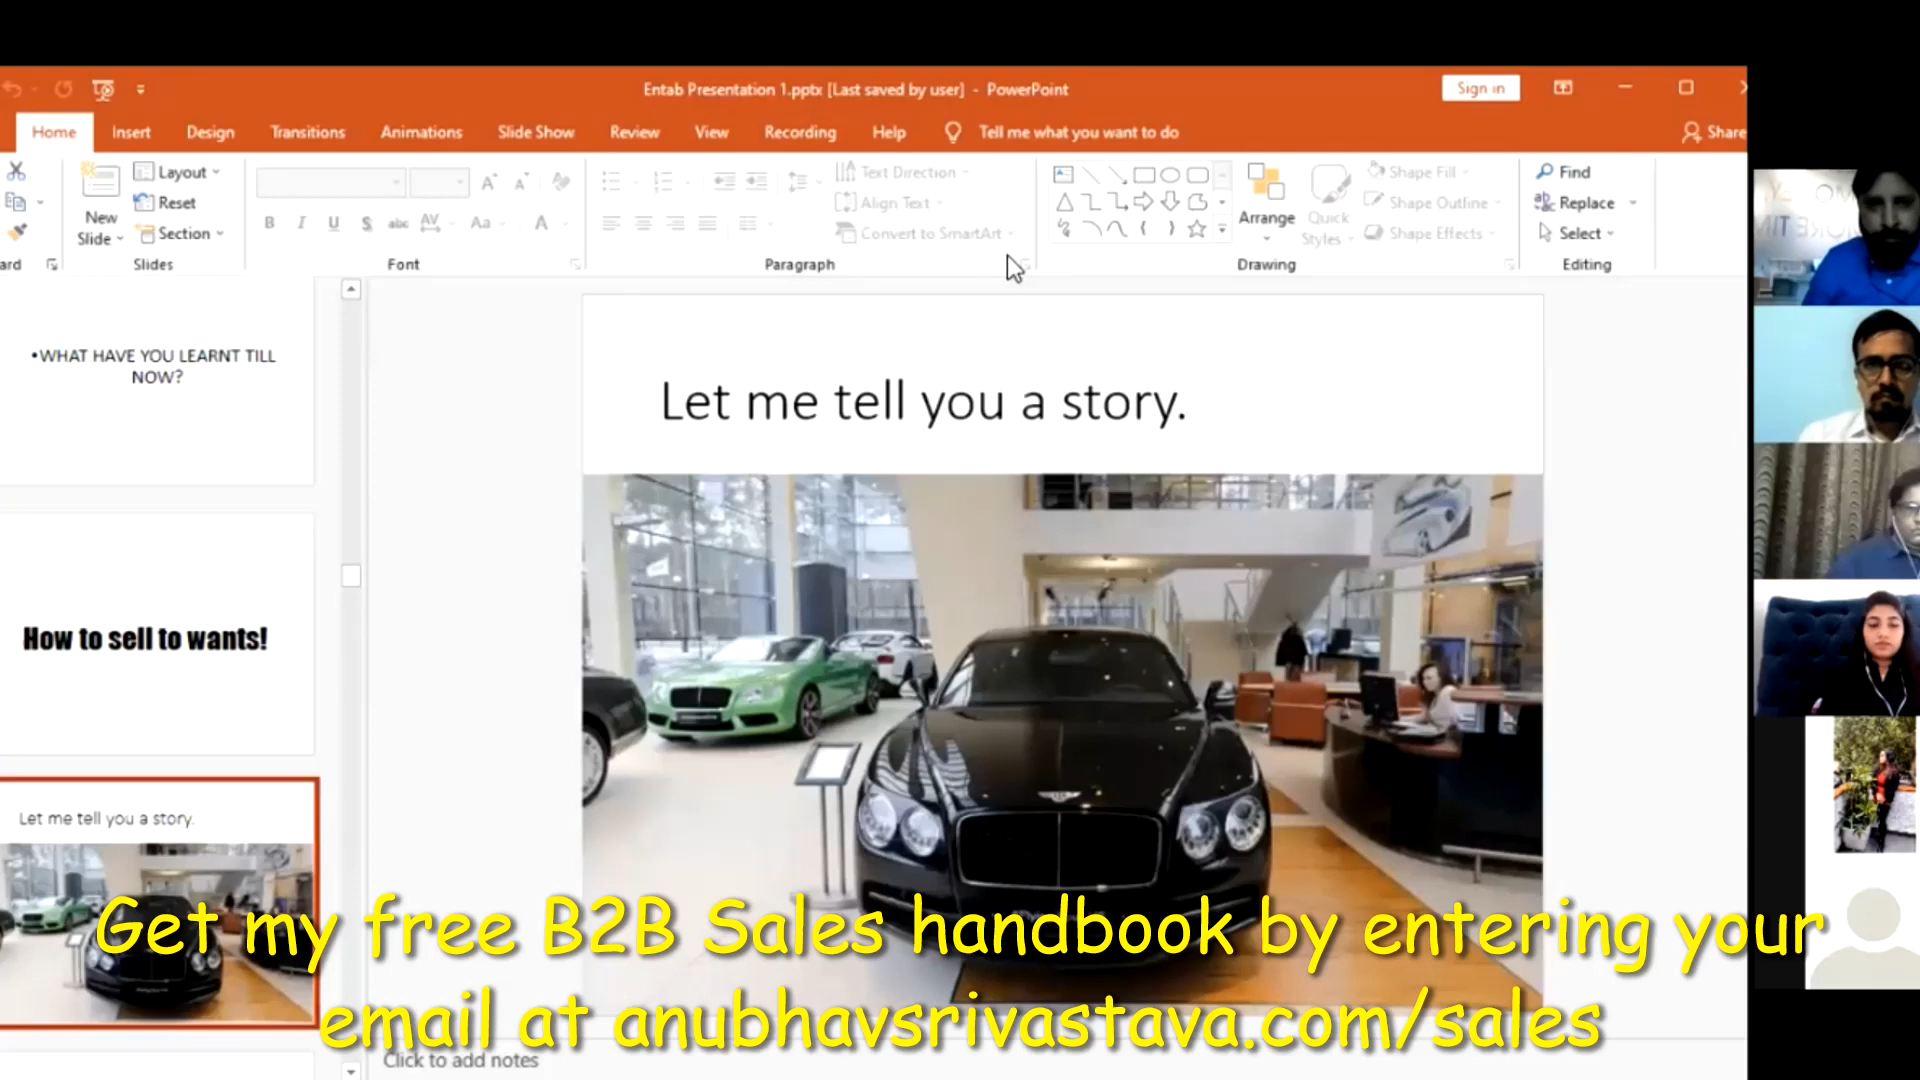 Entab Presentation 1.pptx [Last saved by user] - PowerPoint
Sign in
Home Insert Design Transitions Animations Slide Show Review View Recording Help Tell me what you want to do Share
New Slide
Layout
Reset
Section
Slides
B I U S abc AV Aa A
Font
Text Direction
Align Text
Convert to SmartArt
Paragraph
Arrange
Quick Styles
Shape Fill
Shape Outline
Shape Effects
Drawing
Find
Replace
Select
Editing
ard
•WHAT HAVE YOU LEARNT TILL
NOW?
How to sell to wants!
Let me tell you a story.
Let me tell you a story.
Get my free B2B Sales handbook by entering your
email at anubhavsrivastava.com/sales
Click to add notes